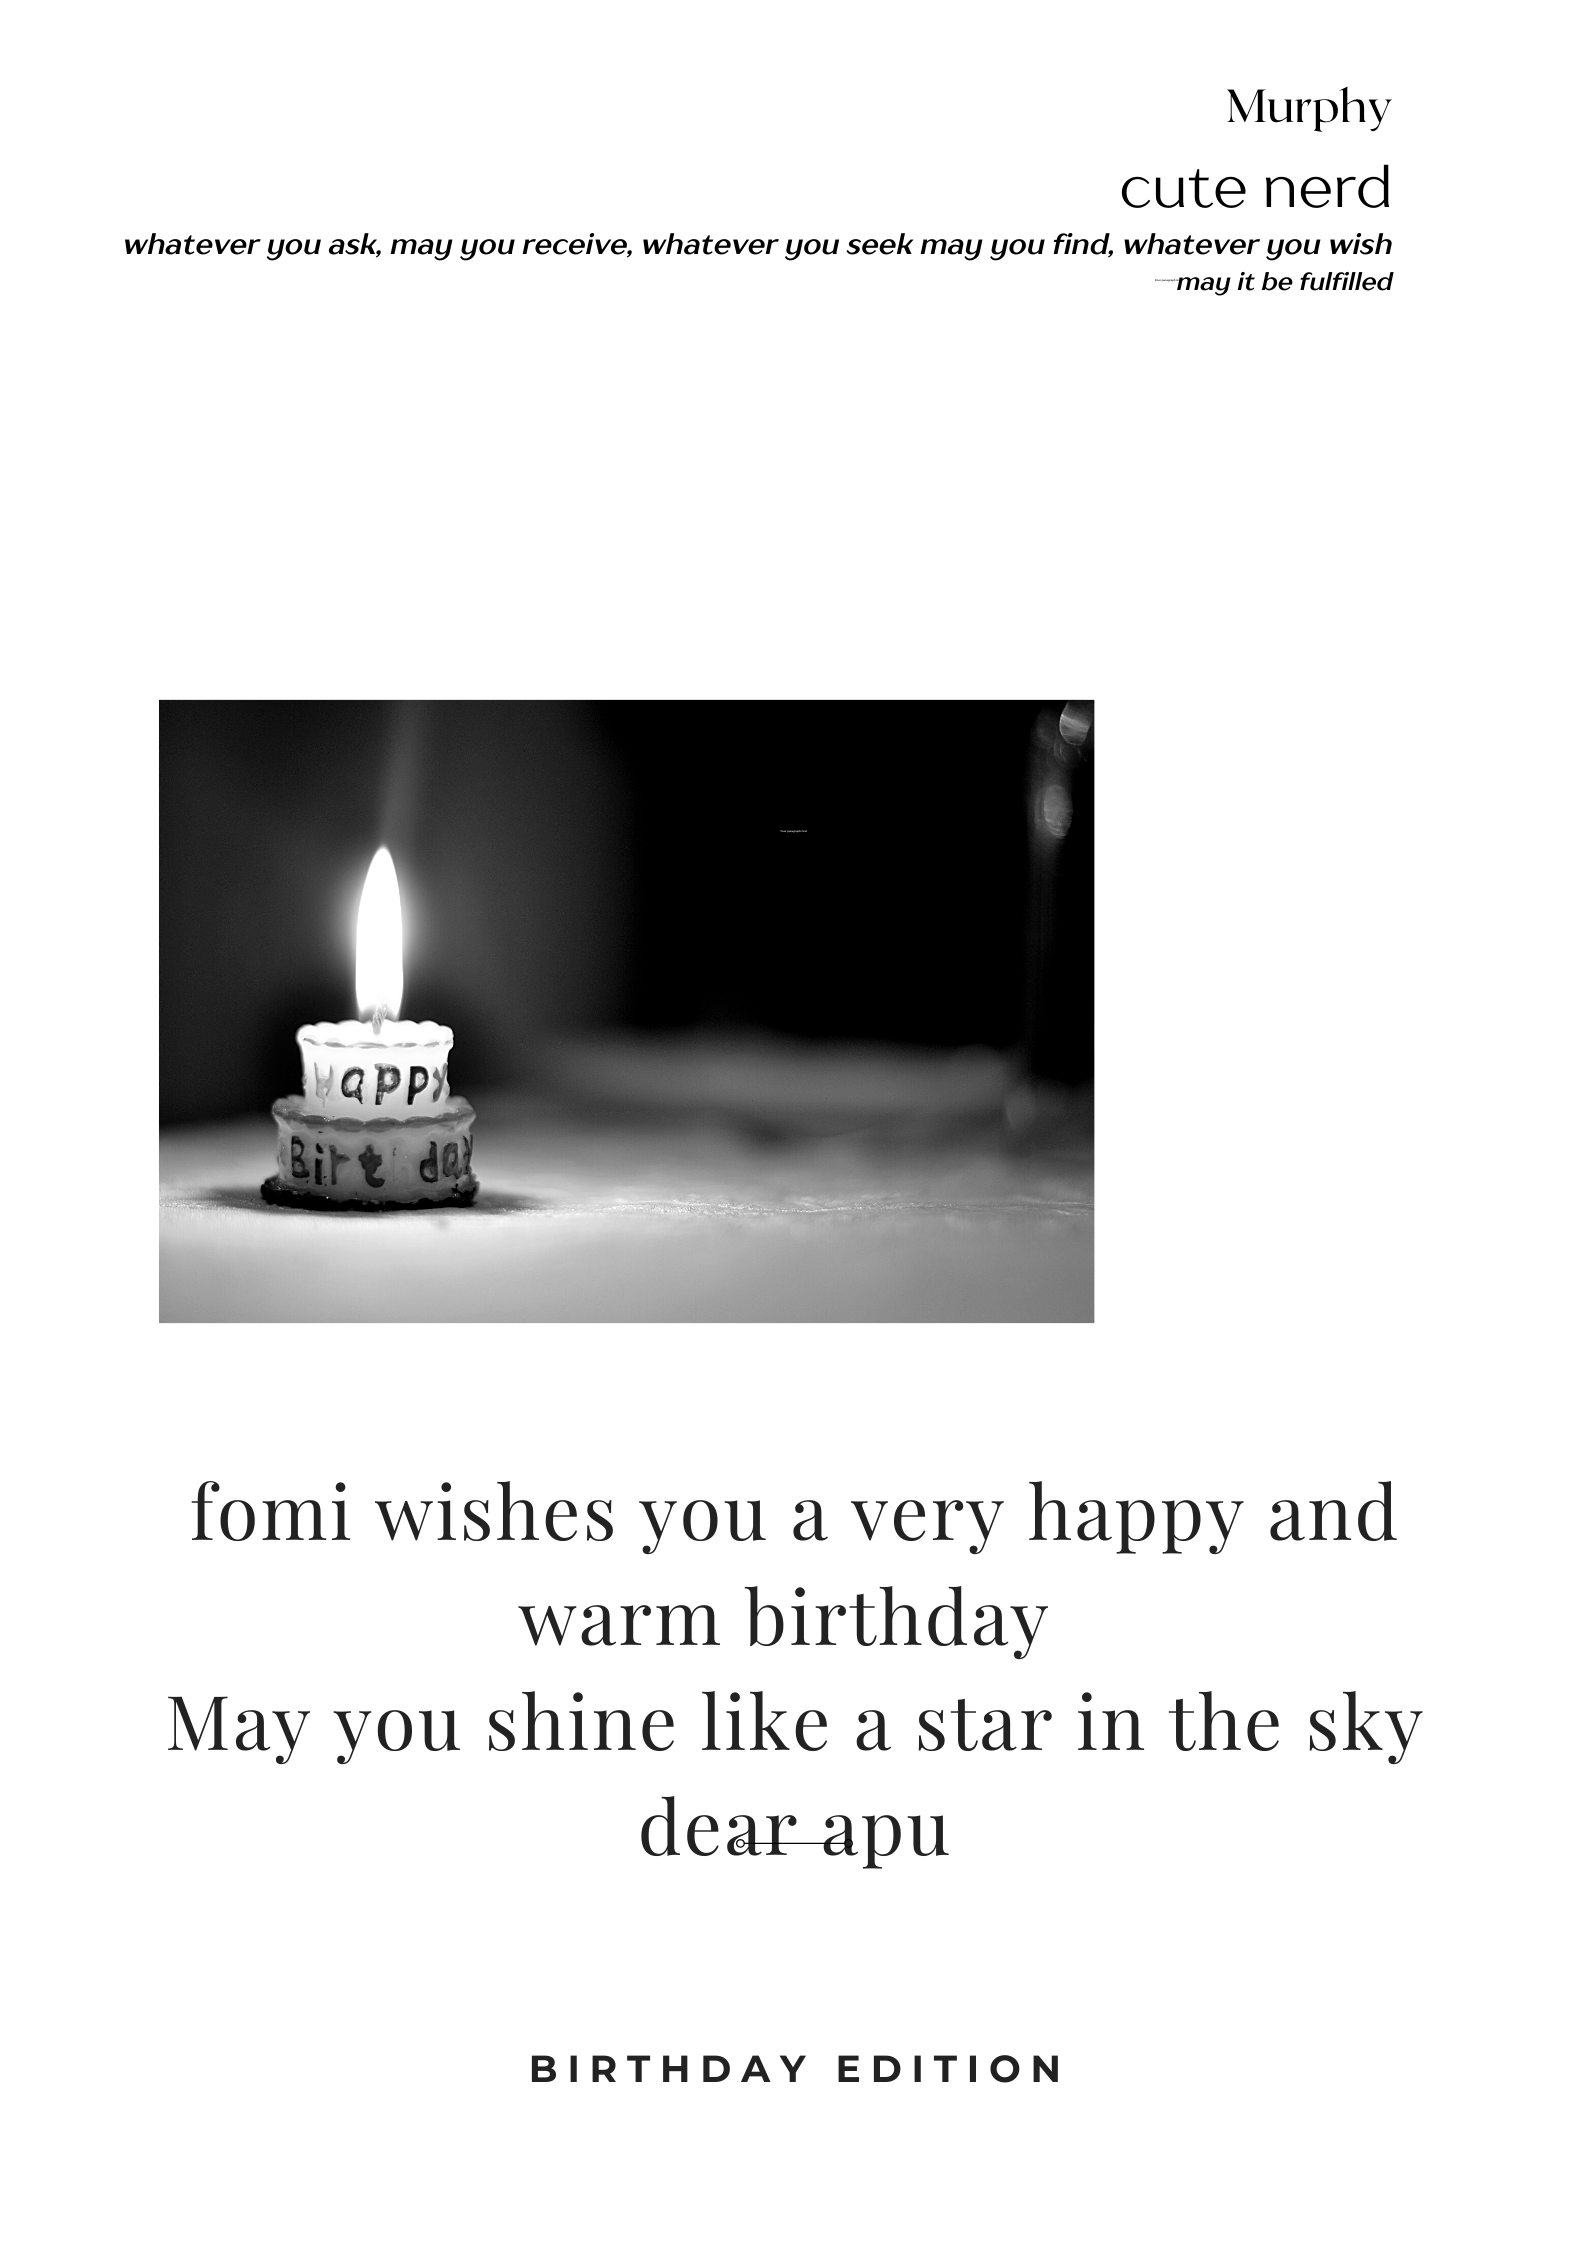 Murphy
cute nerd
whatever you ask, may you receive, whatever you seek may you find, whatever you wish
may it be fulfilled
Happy
Birt day
fomi wishes you a very happy and
warm birthday
May you shine like a star in the sky
dear apu
BIRTHDAY EDITION